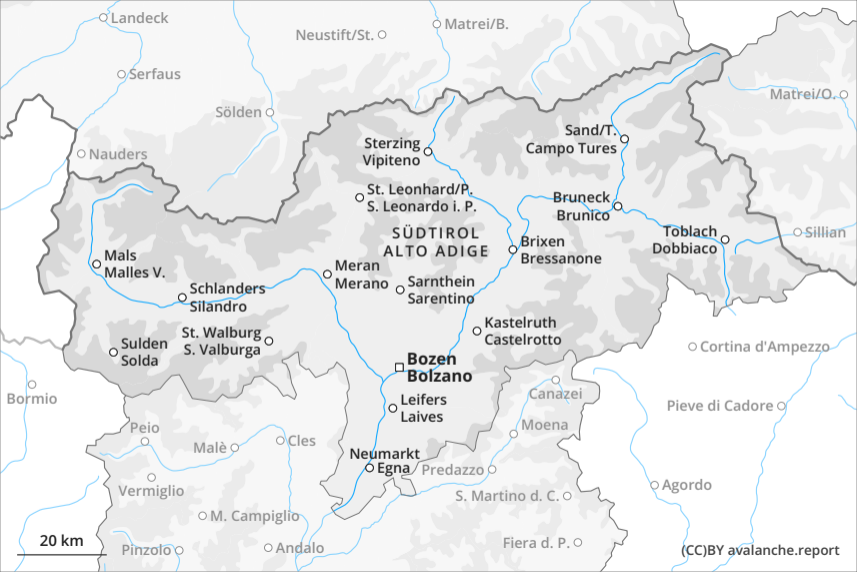 Landeck
Matrei/B.
Neustift/St.
Serfaus
Matrei/O.
Sölden
Sand/T.
Campo Tures
Sterzing
Vipiteno
Nauders
St. Leonhard/P.
S. Leonardo i. P.
Bruneck
Brunico
SÜDTIROL
ALTO ADIGE
Toblach
Dobbiaco
Sillian
Brixen
Bressanone
Mals
Malles V.
Meran
Merano
Sarnthein
Sarentino
Schlanders
Silandro
Kastelruth
Castelrotto
St. Walburg
S. Valburga
Sulden
Solda
Cortina d'Ampezzo
Bozen
Bolzano
Bormio
Canazei
Leifers
Laives
Pieve di Cadore
Moena
Peio
Cles
Malè
Neumarkt
Egna
Predazzo
Vermiglio
Agordo
S. Martino d. C.
M. Campiglio
Fiera d. P.
20 km
Pinzolo
Andalo
(CC)BY avalanche.report